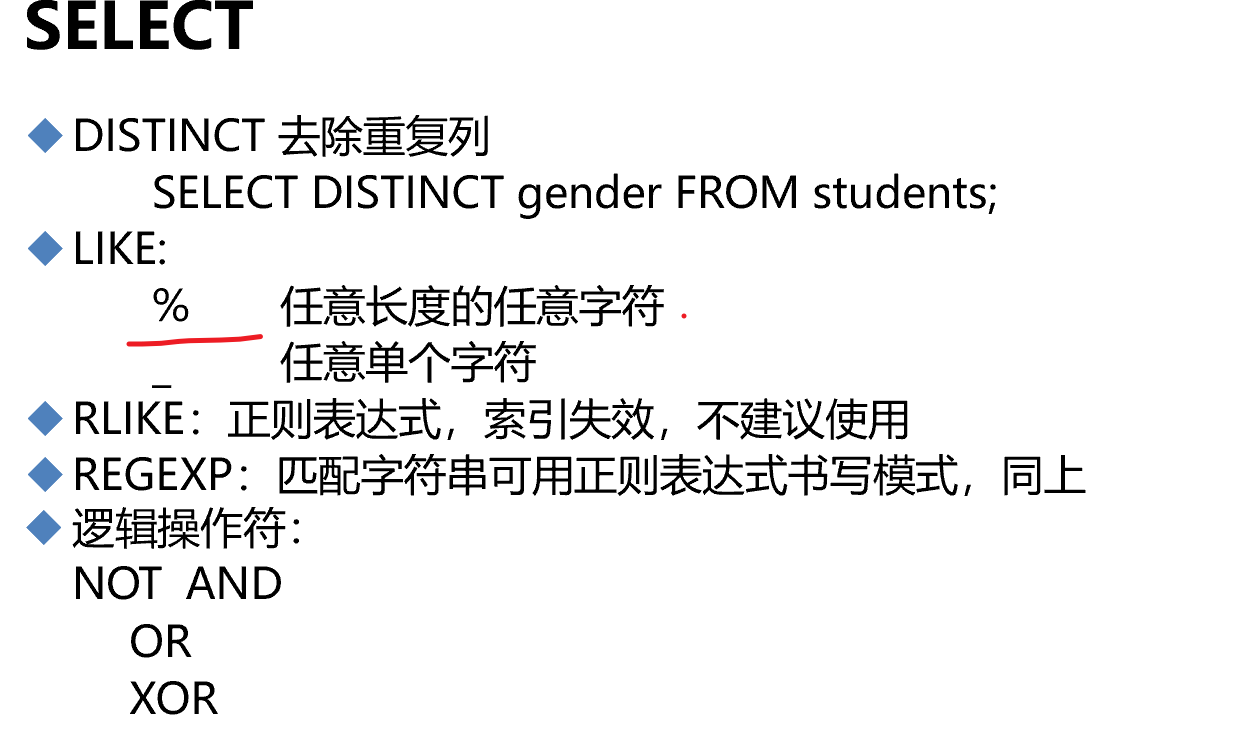 SELECT
DISTINCT 去除重复列
SELECT DISTINCT gender FROM students;
LIKE:
% 任意长度的任意字符
_ 任意单个字符
RLIKE：正则表达式，索引失效，不建议使用
REGEXP：匹配字符串可用正则表达式书写模式，同上
逻辑操作符：
NOT AND
OR
XOR